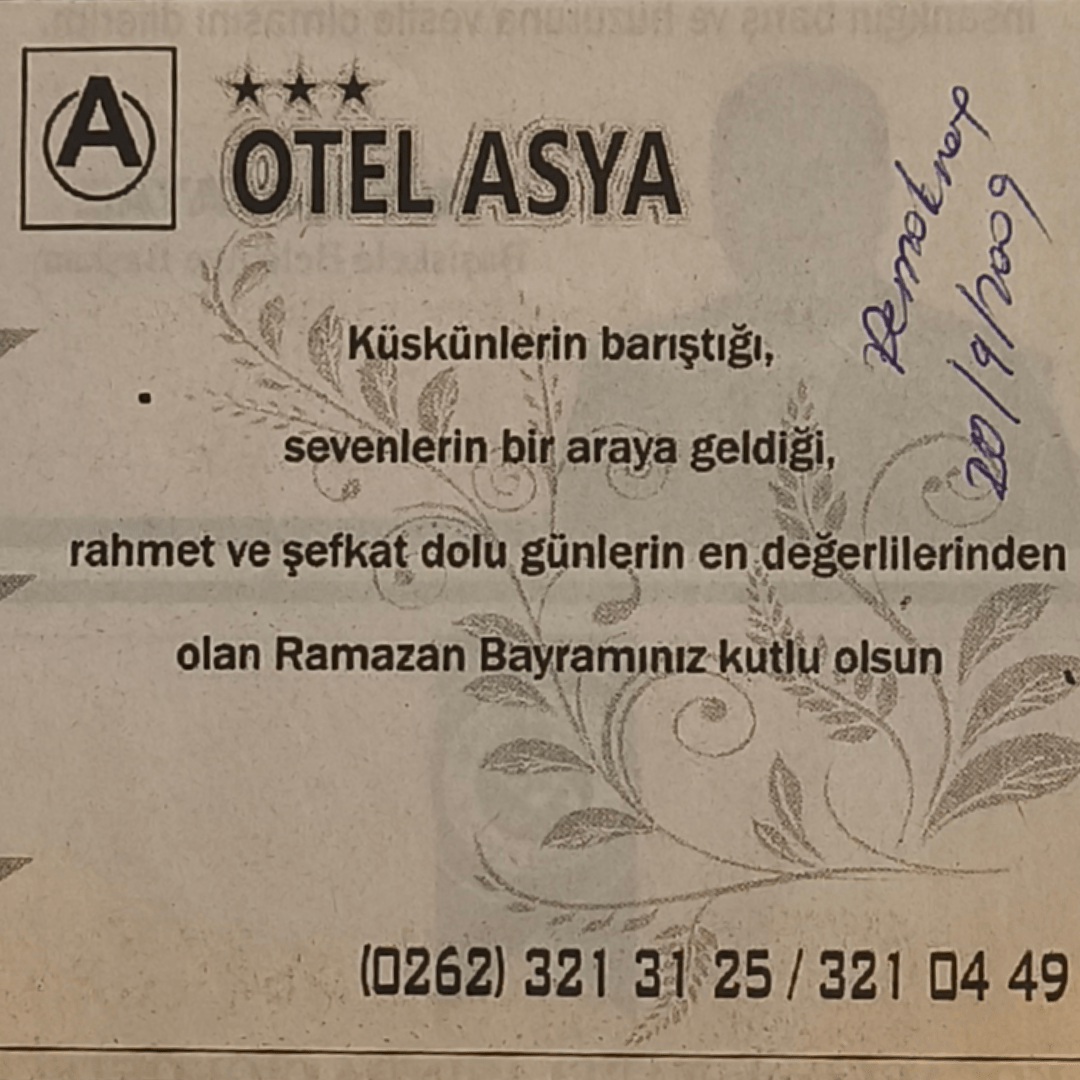 A
OTEL ASYA
Demokrat
20/9/2009
Küskünlerin barıştığı,
sevenlerin bir araya geldiği,
rahmet ve şefkat dolu günlerin en değerlilerinden
olan Ramazan Bayramınız kutlu olsun
(0262) 321 31 25 / 321 04 49